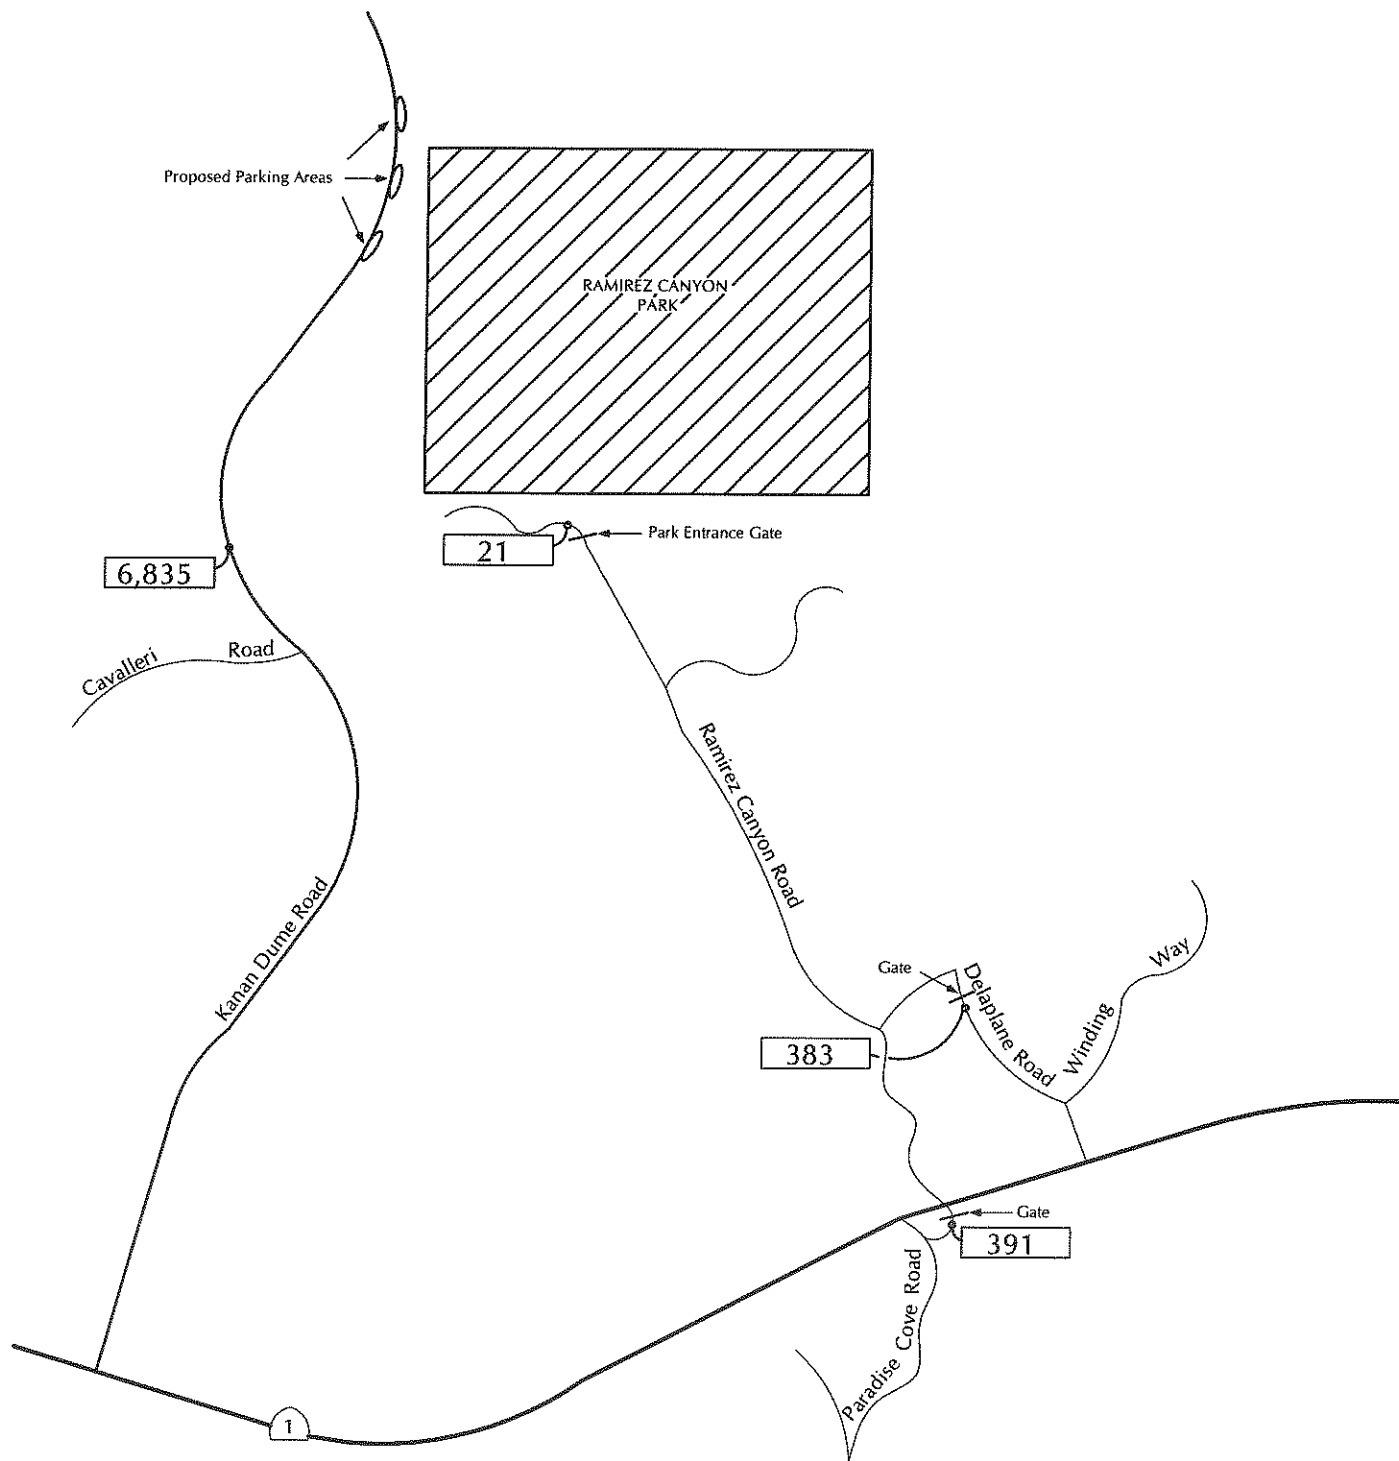 Proposed Parking Areas
RAMIREZ CANYON
PARK
21
Park Entrance Gate
6,835
Cavalleri Road
Ramirez Canyon Road
Kanan Dume Road
Gate
Delaplane Road
Winding Way
383
Gate
391
Paradise Cove Road
1